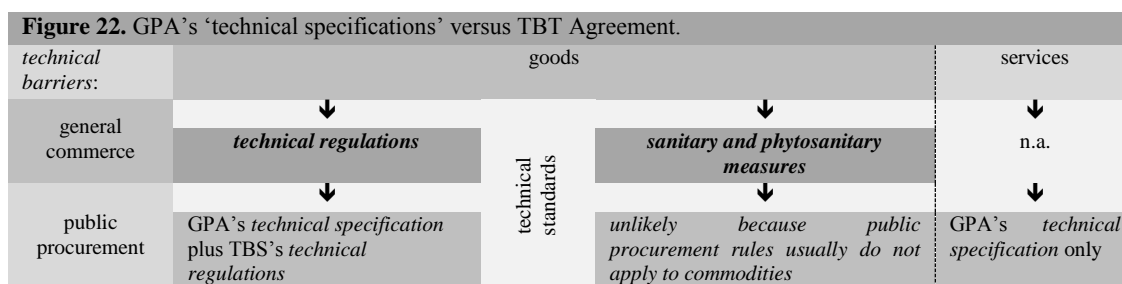 Figure 22. GPA’s ‘technical specifications’ versus TBT Agreement.
technical
barriers:
goods
services
general
commerce
technical regulations
technical
standards
sanitary and phytosanitary
measures
n.a.
public
procurement
GPA’s technical specification
plus TBS’s technical
regulations
unlikely because public
procurement rules usually do not
apply to commodities
GPA’s technical
specification only